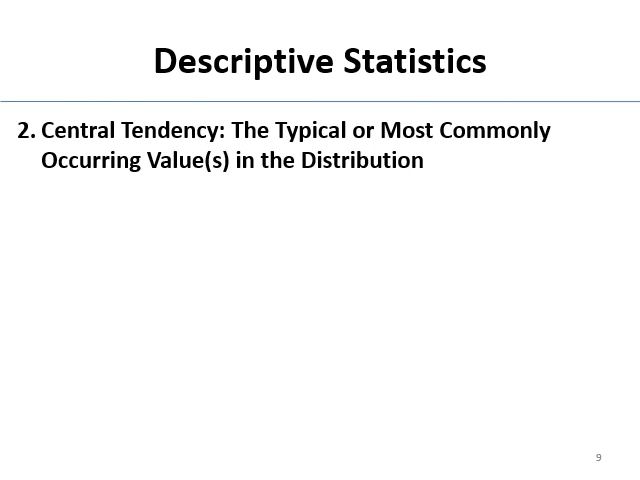 Descriptive Statistics
2. Central Tendency: The Typical or Most Commonly
Occurring Value(s) in the Distribution
9